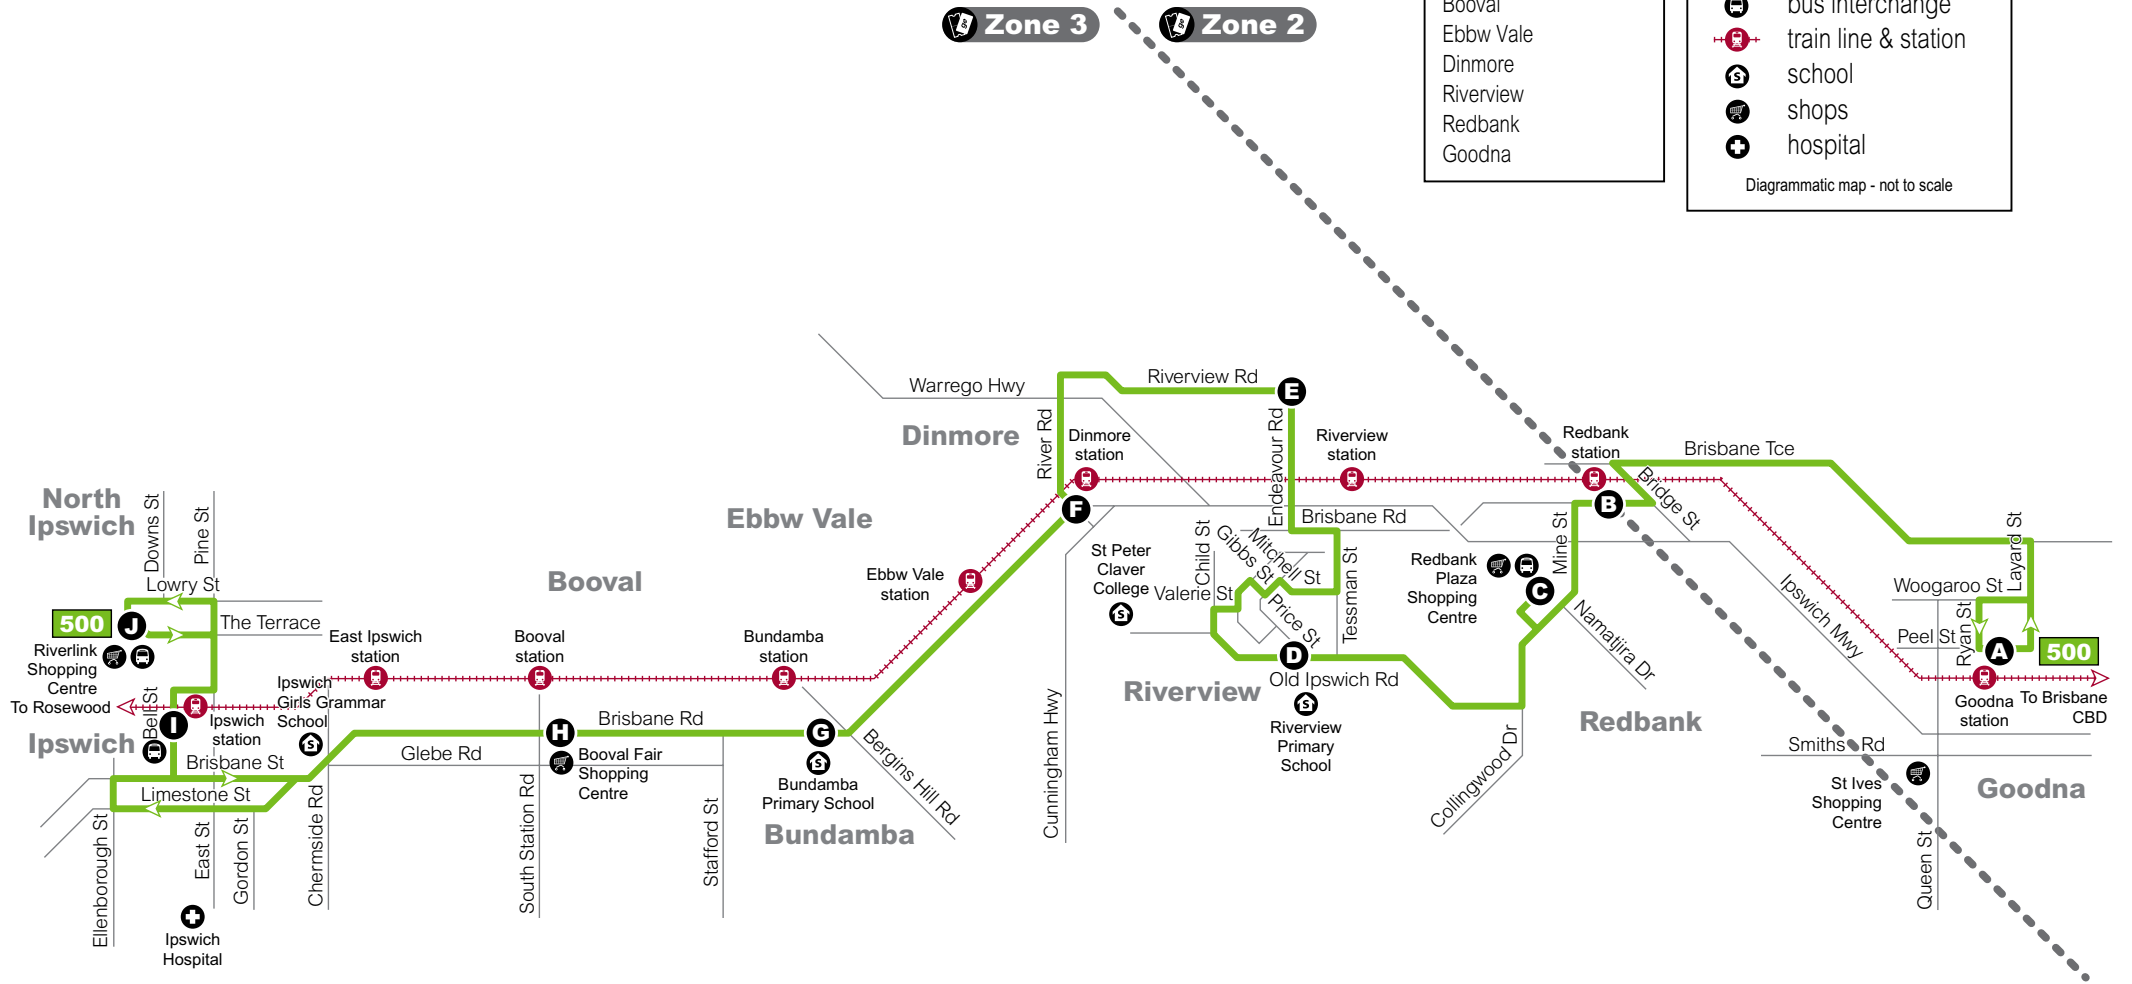 Zone 3
Zone 2
Booval
Ebbw Vale
Dinmore
Riverview
Redbank
Goodna
bus interchange
train line & station
school
shops
hospital
Diagrammatic map - not to scale
Warrego Hwy
Riverview Rd
E
Dinmore
River Rd
Dinmore
station
Endeavour Rd
Riverview
station
Redbank
station
Brisbane Tce
Bridge St
North
Ipswich
Downs St
Pine St
Ebbw Vale
F
B
Brisbane Rd
Mine St
Layard St
Lowry St
500
J
The Terrace
Riverlink
Shopping
Centre
To Rosewood
Booval
Ebbw Vale
station
St Peter
Claver
College
Child St
Gibbs St
Mitchell St
Valerie St
Price St
Tessman St
Redbank
Plaza
Shopping
Centre
C
Namatjira Dr
Ipswich Mwy
Woogaroo St
Ryan St
Peel St
A
500
East Ipswich
station
Booval
station
Bundamba
station
D
Old Ipswich Rd
Riverview
Riverview
Primary
School
Redbank
Goodna
station
To Brisbane
CBD
Bell St
I
Ipswich
Ipswich
station
Ipswich
Girls Grammar
School
Brisbane St
Limestone St
Glebe Rd
H
Brisbane Rd
Booval Fair
Shopping
Centre
G
Bundamba
Primary School
Bundamba
Bergins Hill Rd
Cunningham Hwy
Collingwood Dr
Smiths Rd
St Ives
Shopping
Centre
Goodna
Queen St
Ellenborough St
East St
Gordon St
Chermside Rd
South Station Rd
Stafford St
Ipswich
Hospital